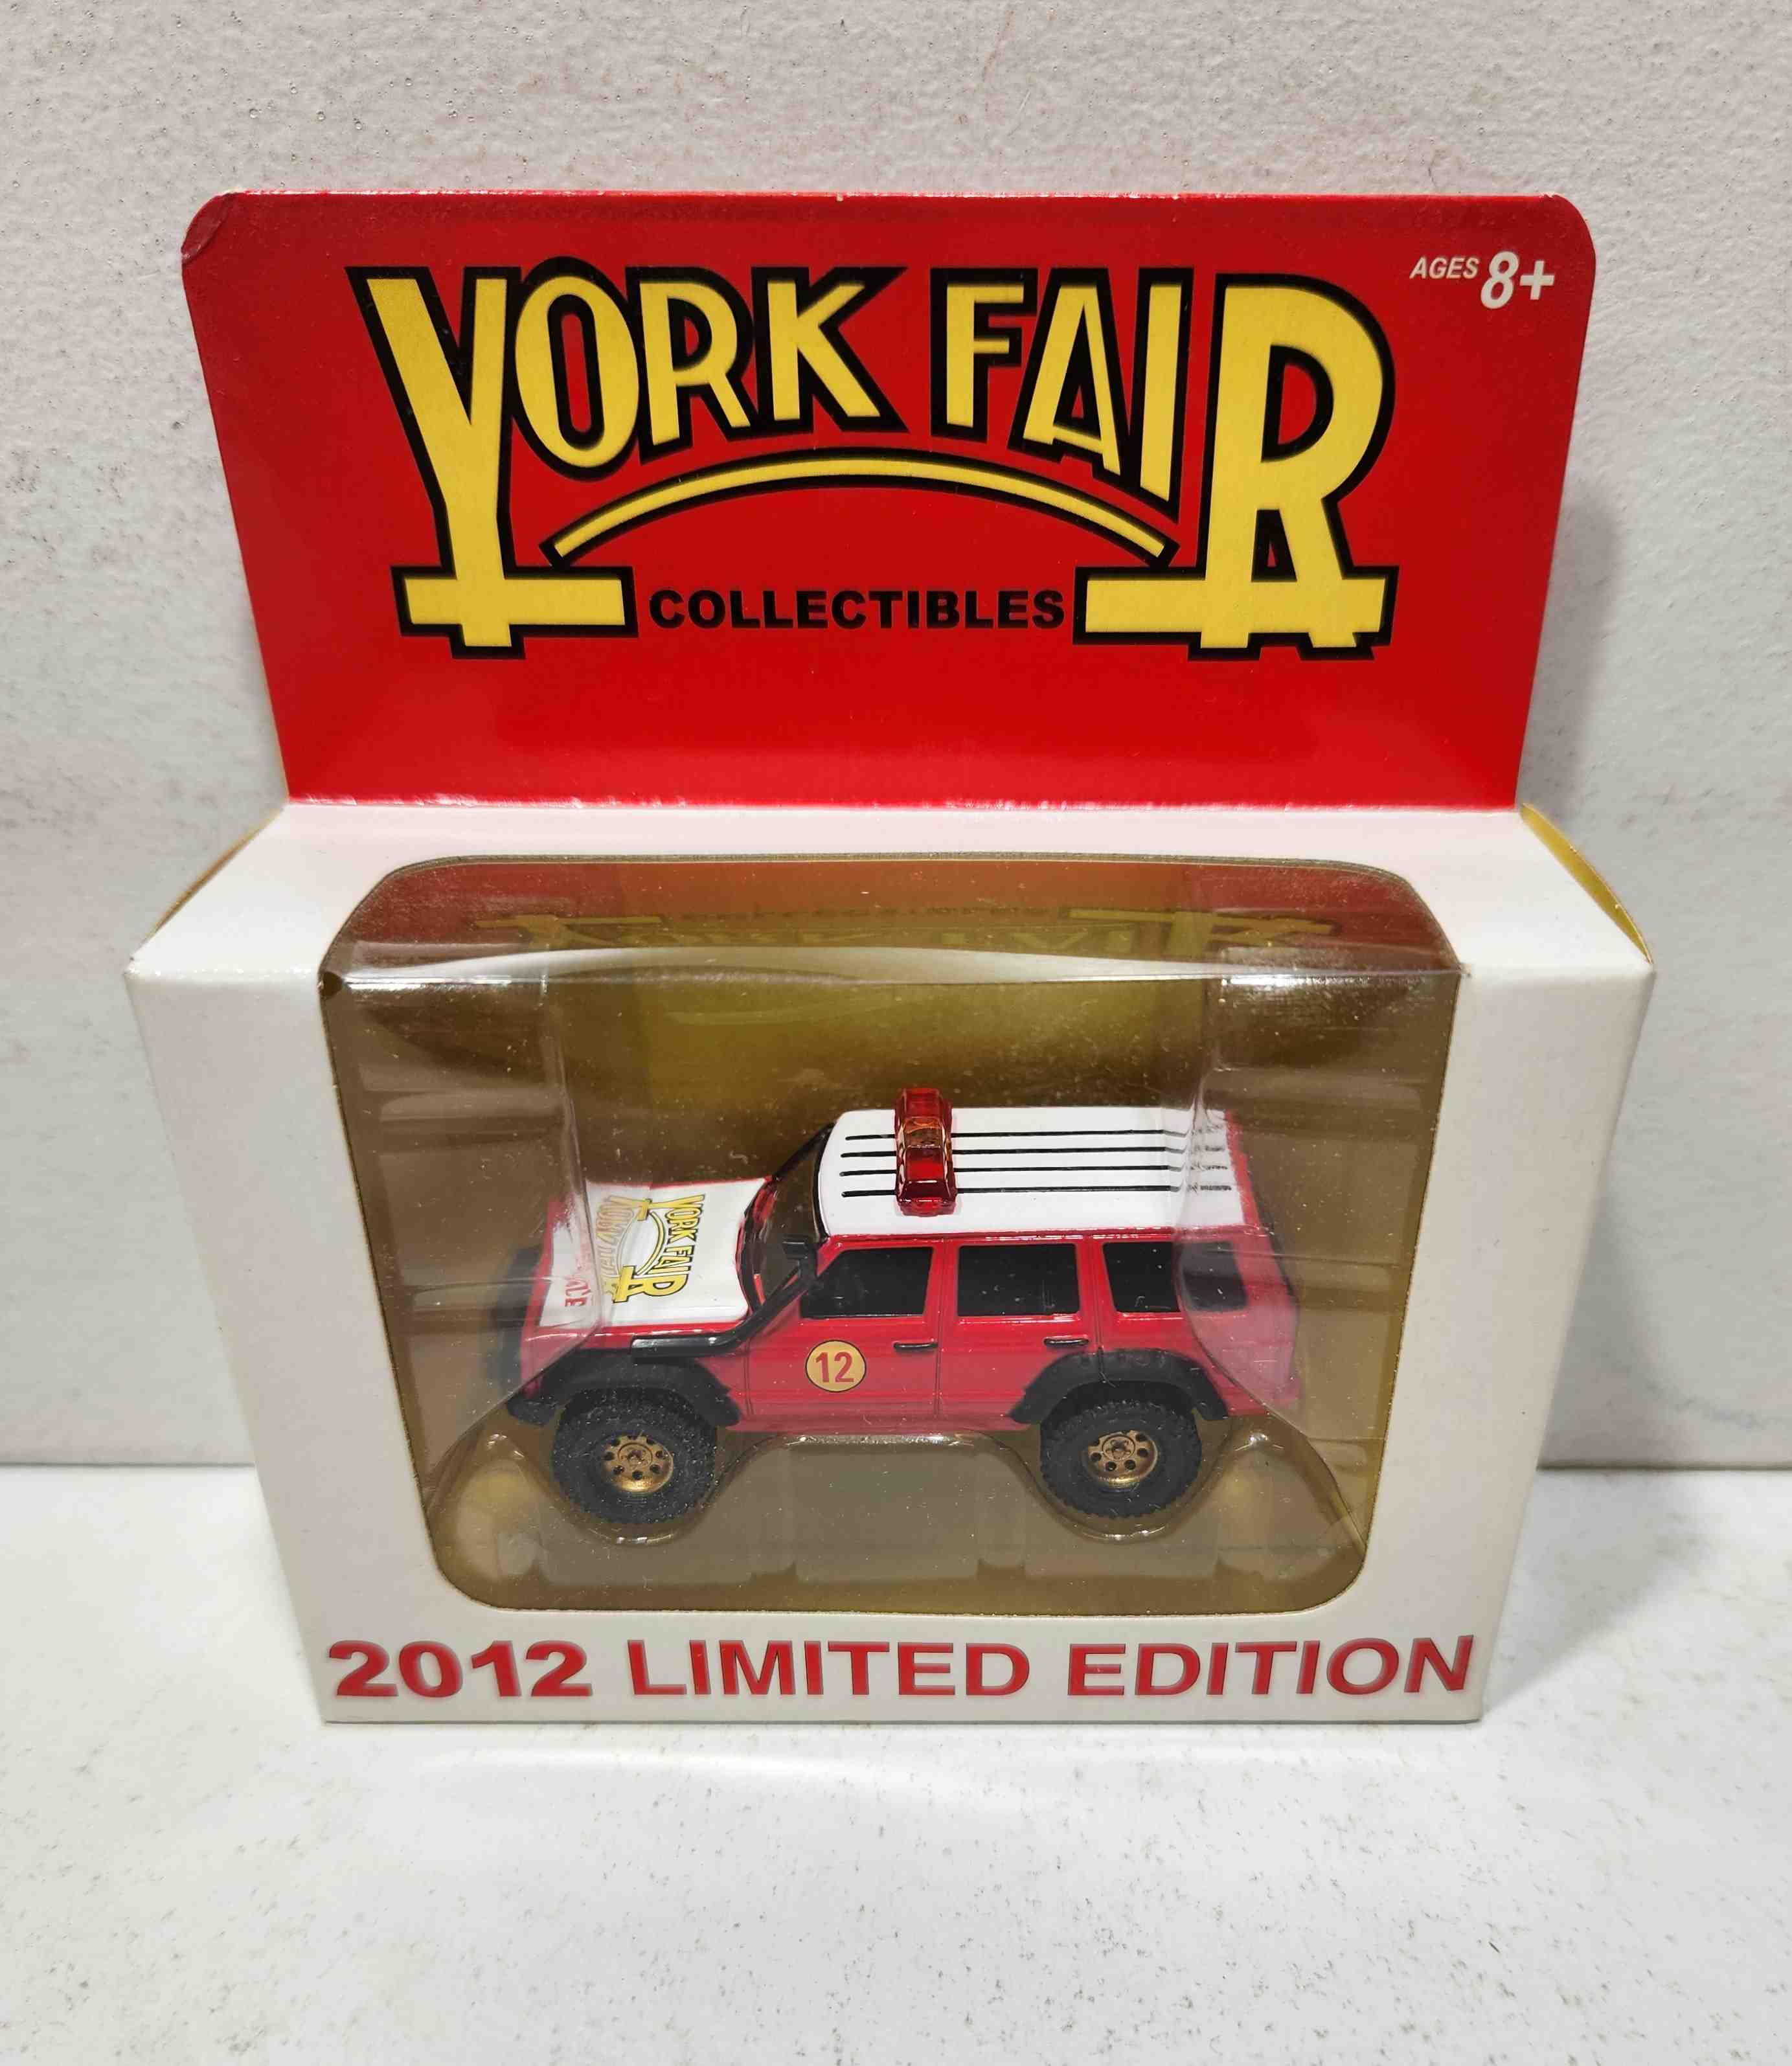 YORK FAIR
AGES 8+
COLLECTIBLES
YORK FAIR
12
2012 LIMITED EDITION